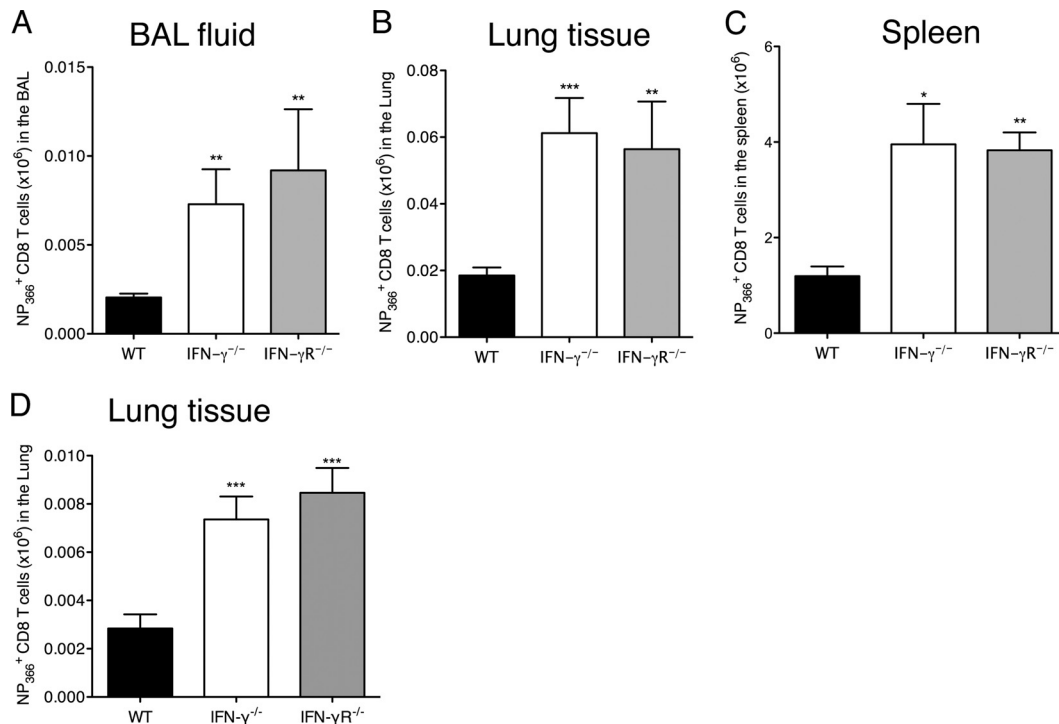 A
BAL fluid
NP₃₆₆⁺ CD8 T cells (x10⁶) in the BAL
0.015
0.010
0.005
0.000
**
**
WT
IFN–γ⁻/⁻
IFN–γR⁻/⁻
B
Lung tissue
NP₃₆₆⁺ CD8 T cells (x10⁶) in the Lung
0.08
0.06
0.04
0.02
0.00
***
**
WT
IFN–γ⁻/⁻
IFN–γR⁻/⁻
C
Spleen
NP₃₆₆⁺ CD8 T cells in the spleen (x10⁶)
6
4
2
0
*
**
WT
IFN–γ⁻/⁻
IFN–γR⁻/⁻
D
Lung tissue
NP₃₆₆⁺ CD8 T cells (x10⁶) in the Lung
0.010
0.008
0.006
0.004
0.002
0.000
***
***
WT
IFN-γ⁻/⁻
IFN-γR⁻/⁻